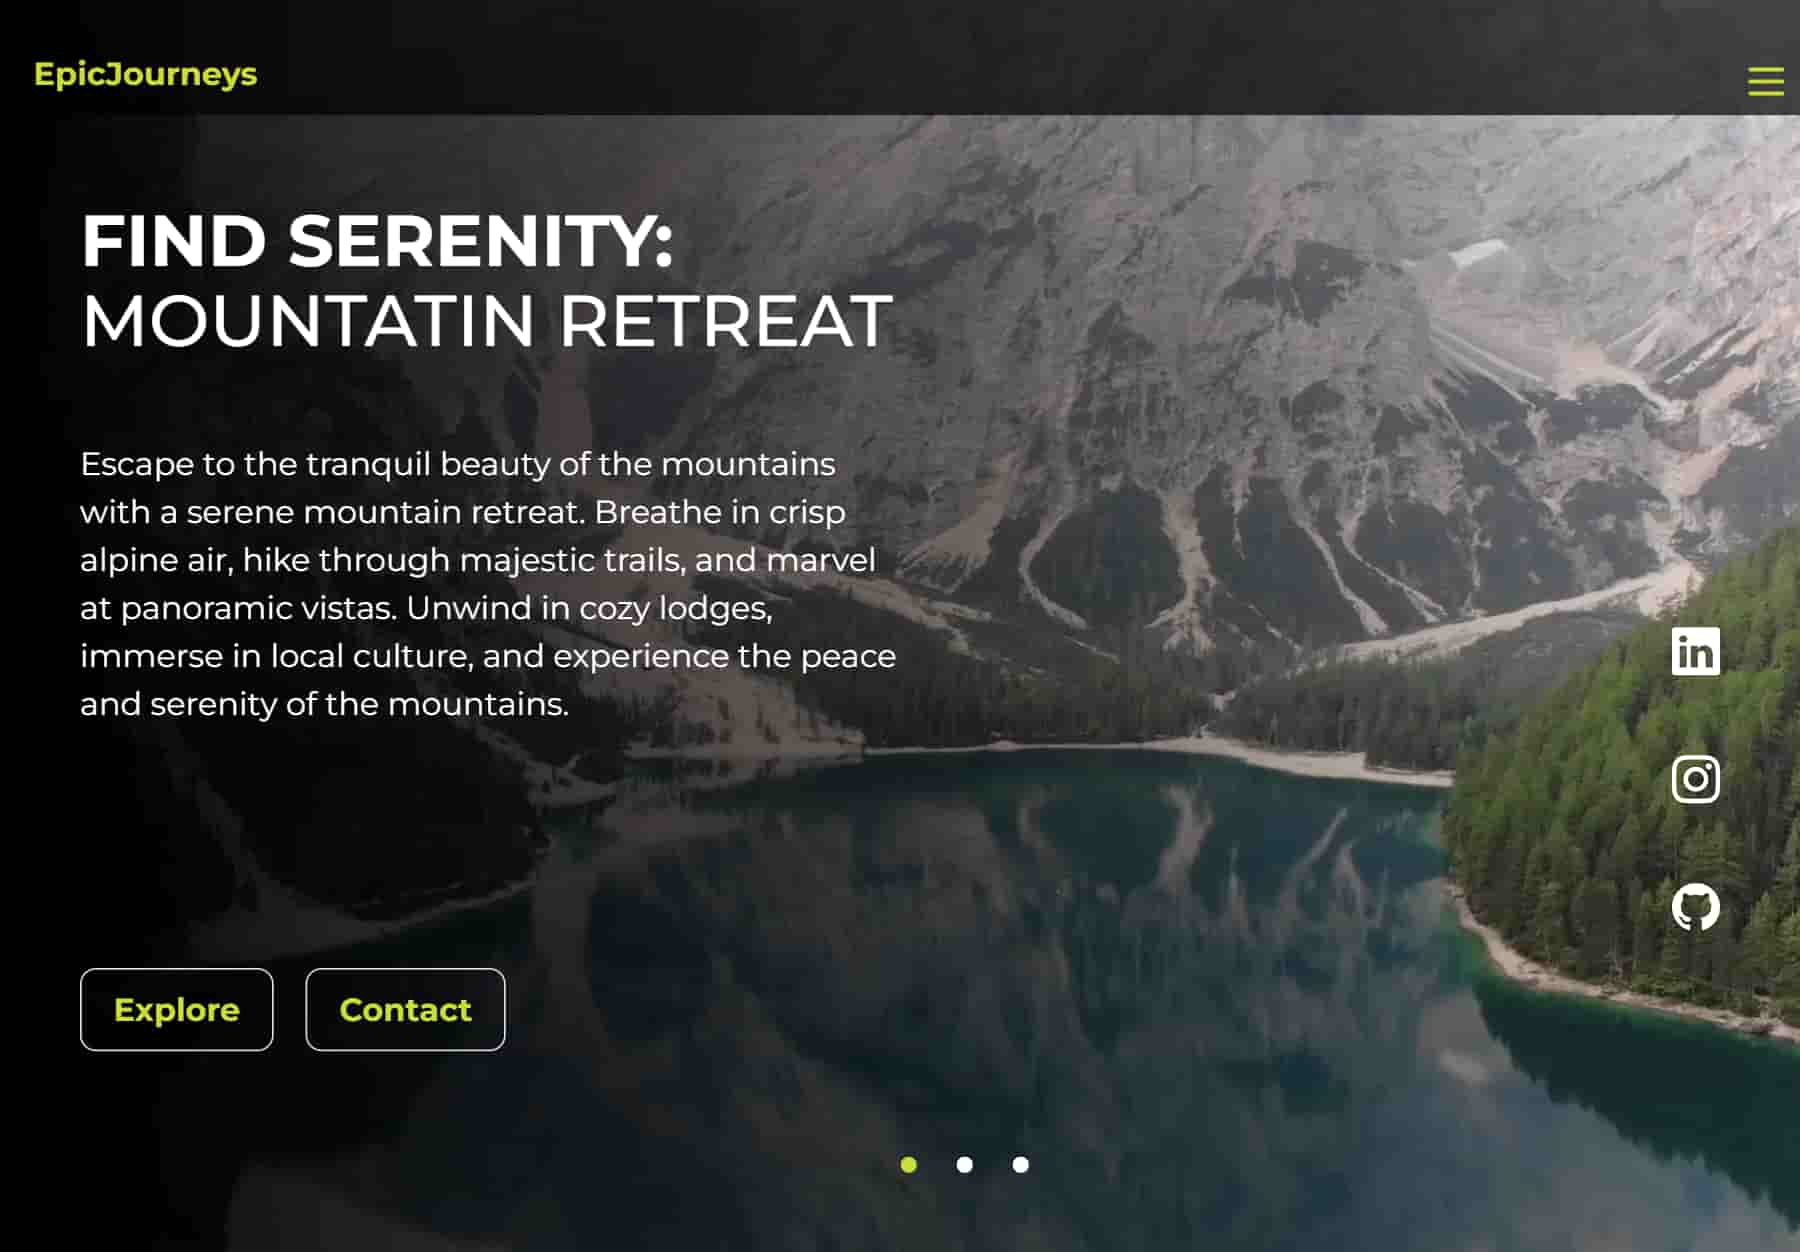 EpicJourneys
FIND SERENITY:
MOUNTATIN RETREAT
Escape to the tranquil beauty of the mountains
with a serene mountain retreat. Breathe in crisp
alpine air, hike through majestic trails, and marvel
at panoramic vistas. Unwind in cozy lodges,
immerse in local culture, and experience the peace
and serenity of the mountains.
in
Explore Contact